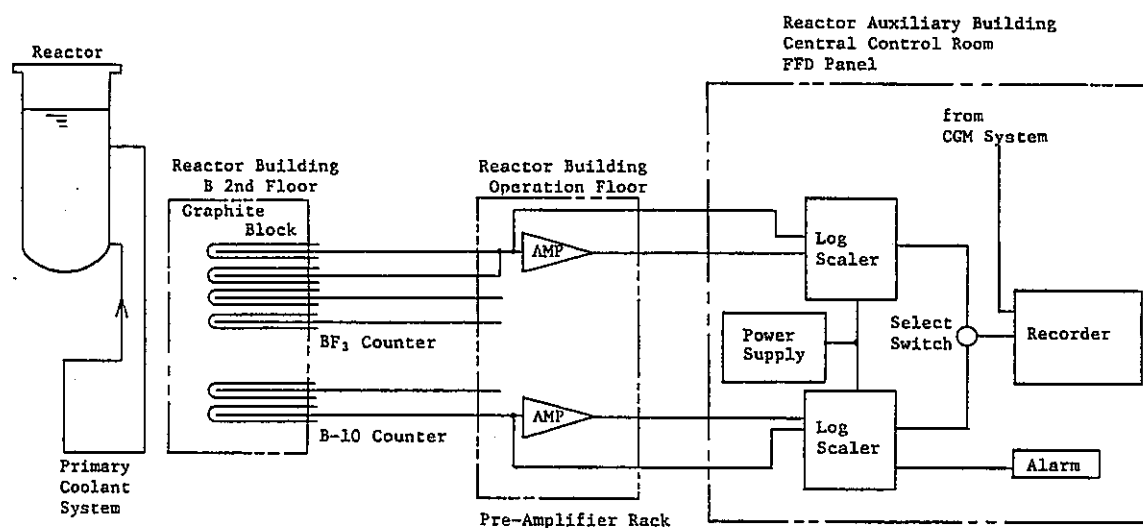 Reactor Auxiliary Building
Central Control Room
FFD Panel
Reactor
from
CGM System
Reactor Building
B 2nd Floor
Reactor Building
Operation Floor
Graphite
Block
AMP
Log
Scaler
BF₃ Counter
Power
Supply
Select
Switch
Recorder
AMP
B-10 Counter
Log
Scaler
Alarm
Primary
Coolant
System
Pre-Amplifier Rack